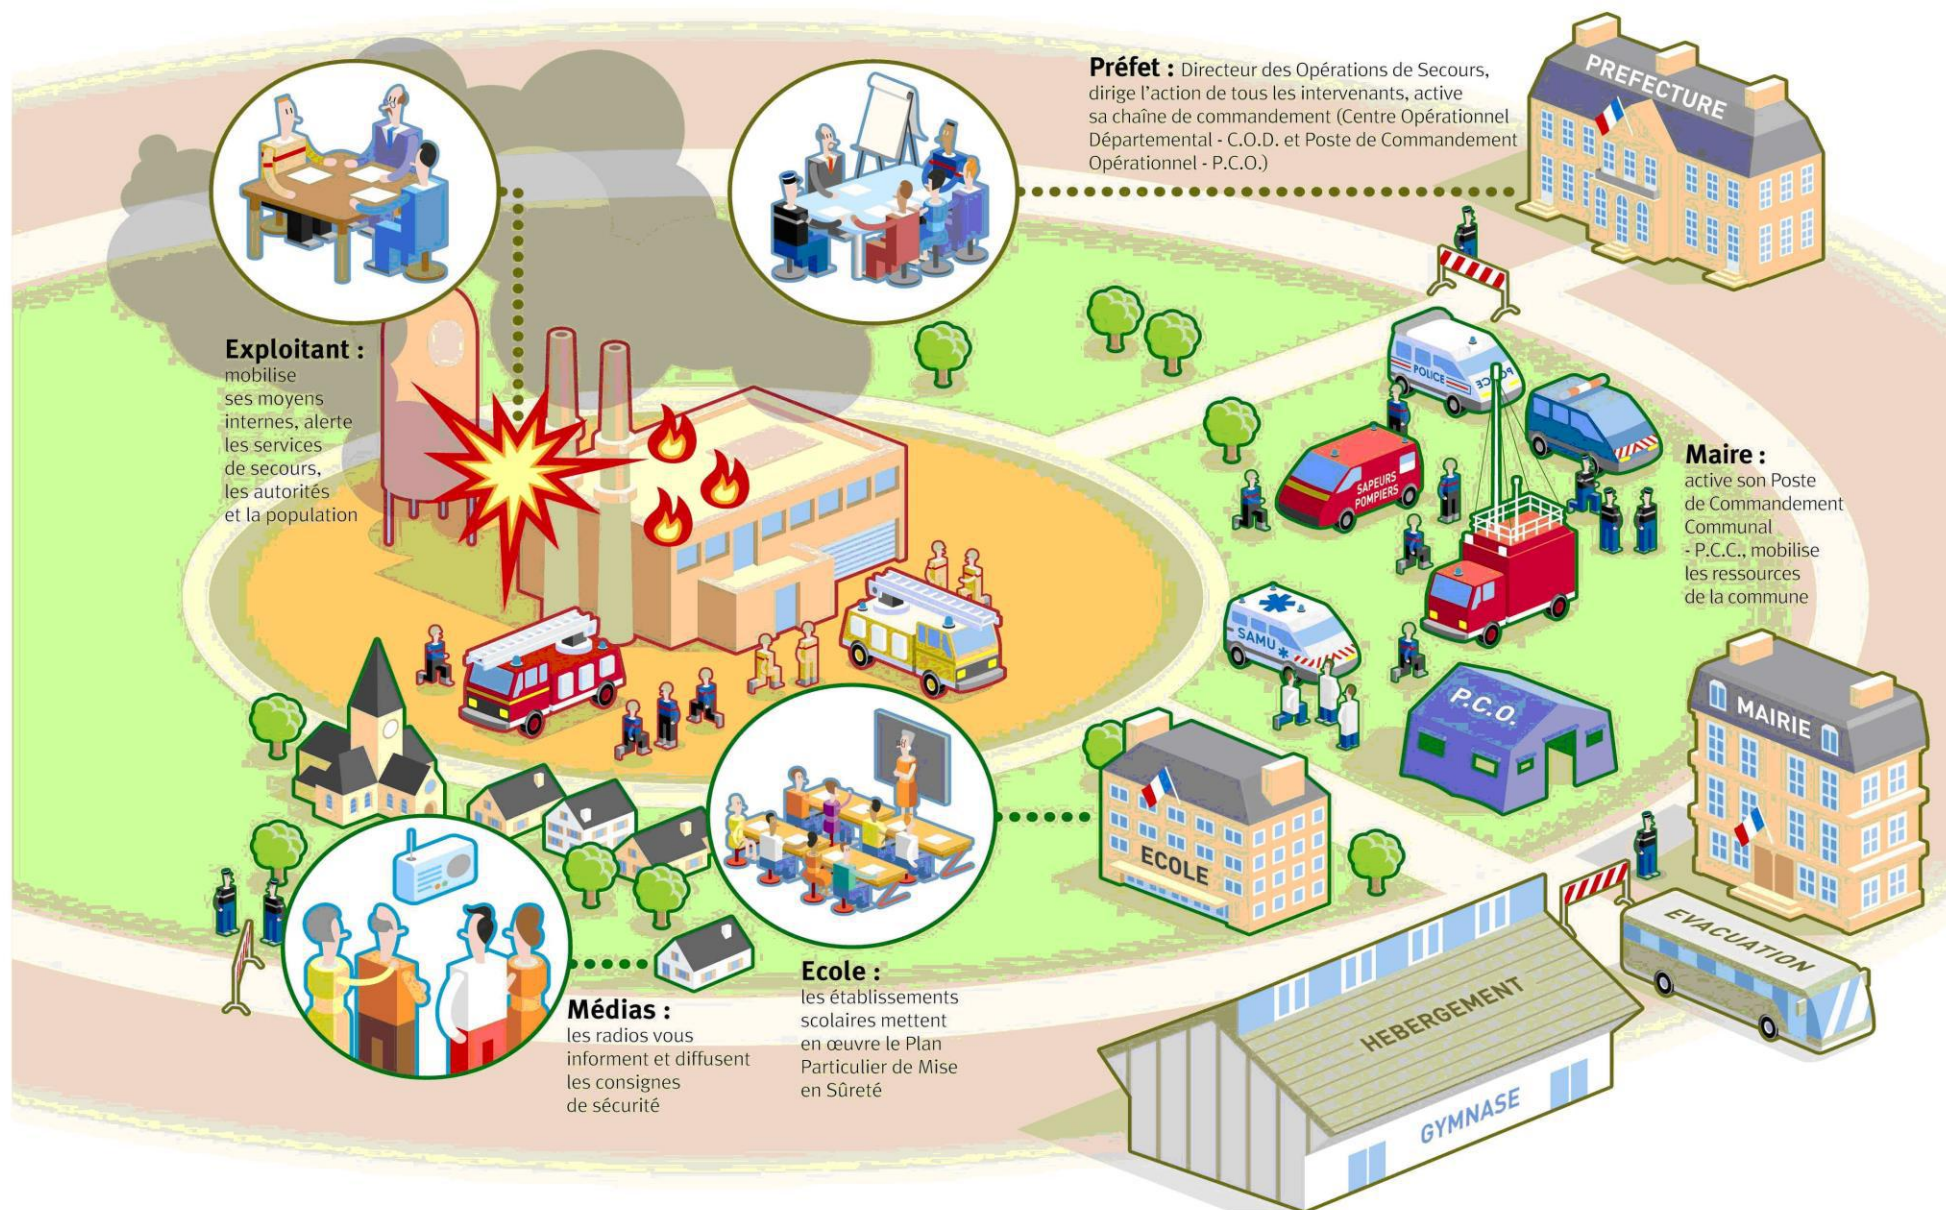 Préfet : Directeur des Opérations de Secours,
dirige l'action de tous les intervenants, active
sa chaîne de commandement (Centre Opérationnel
Départemental - C.O.D. et Poste de Commandement
Opérationnel - P.C.O.)
PREFECTURE
Exploitant :
mobilise
ses moyens
internes, alerte
les services
de secours,
les autorités
et la population
POLICE
POLICE
SAPEURS
POMPIERS
Maire :
active son Poste
de Commandement
Communal
- P.C.C., mobilise
les ressources
de la commune
SAMU
P.C.O.
MAIRIE
ECOLE
EVACUATION
Ecole :
les établissements
scolaires mettent
en œuvre le Plan
Particulier de Mise
en Sûreté
Médias :
les radios vous
informent et diffusent
les consignes
de sécurité
HEBERGEMENT
GYMNASE